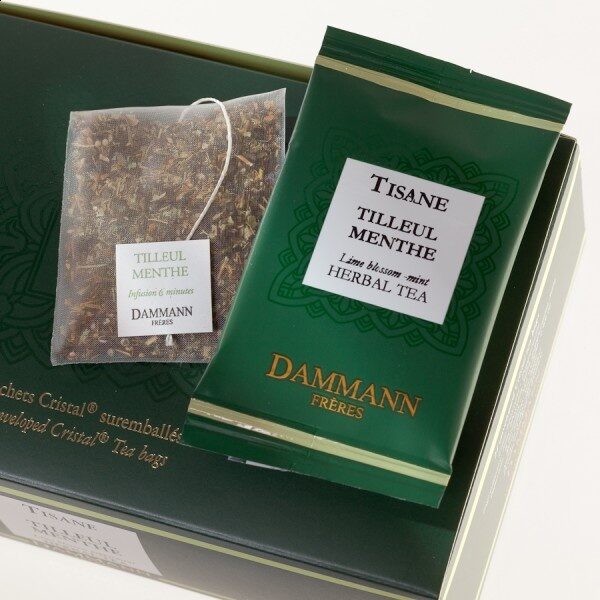 TISANE
TILLEUL
MENTHE
Lime blossom-mint
HERBAL TEA
DAMMANN
FRÈRES
TILLEUL
MENTHE
Infusion 6 minutes
DAMMANN
FRÈRES
chets Cristal® suremballés
nveloped Cristal® Tea bags
TISANE
TILLEUL
MENTHE